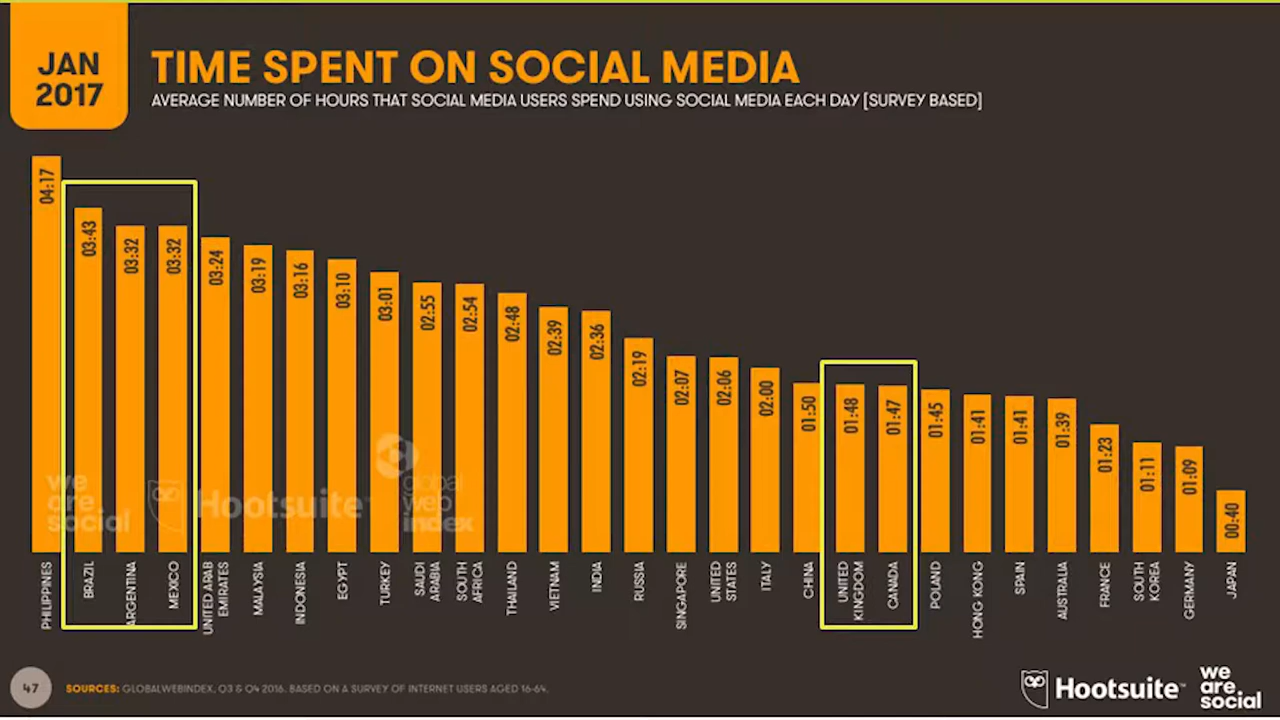 JAN
2017
TIME SPENT ON SOCIAL MEDIA
AVERAGE NUMBER OF HOURS THAT SOCIAL MEDIA USERS SPEND USING SOCIAL MEDIA EACH DAY [SURVEY BASED]
04:17
03:43
03:32
03:32
03:24
03:19
03:16
03:10
03:01
02:55
02:54
02:48
02:39
02:36
02:19
02:07
02:06
02:00
01:50
01:48
01:47
01:45
01:41
01:41
01:39
01:23
01:11
01:09
00:40
we
are
social
Hootsuite
global
web
index
PHILIPPINES
BRAZIL
ARGENTINA
MEXICO
UNITED ARAB
EMIRATES
MALAYSIA
INDONESIA
EGYPT
TURKEY
SAUDI
ARABIA
SOUTH
AFRICA
THAILAND
VIETNAM
INDIA
RUSSIA
SINGAPORE
UNITED
STATES
ITALY
CHINA
UNITED
KINGDOM
CANADA
POLAND
HONG KONG
SPAIN
AUSTRALIA
FRANCE
SOUTH
KOREA
GERMANY
JAPAN
47
SOURCES: GLOBALWEBINDEX, Q3 & Q4 2016. BASED ON A SURVEY OF INTERNET USERS AGED 16-64.
Hootsuite™
we
are
social